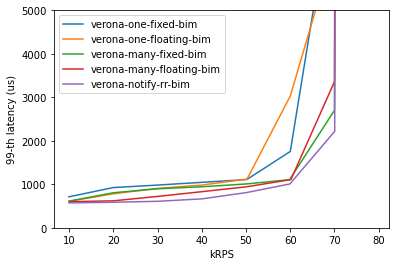 5000
4000
3000
2000
1000
0
99-th latency (us)
verona-one-fixed-bim
verona-one-floating-bim
verona-many-fixed-bim
verona-many-floating-bim
verona-notify-rr-bim
10 20 30 40 50 60 70 80
kRPS